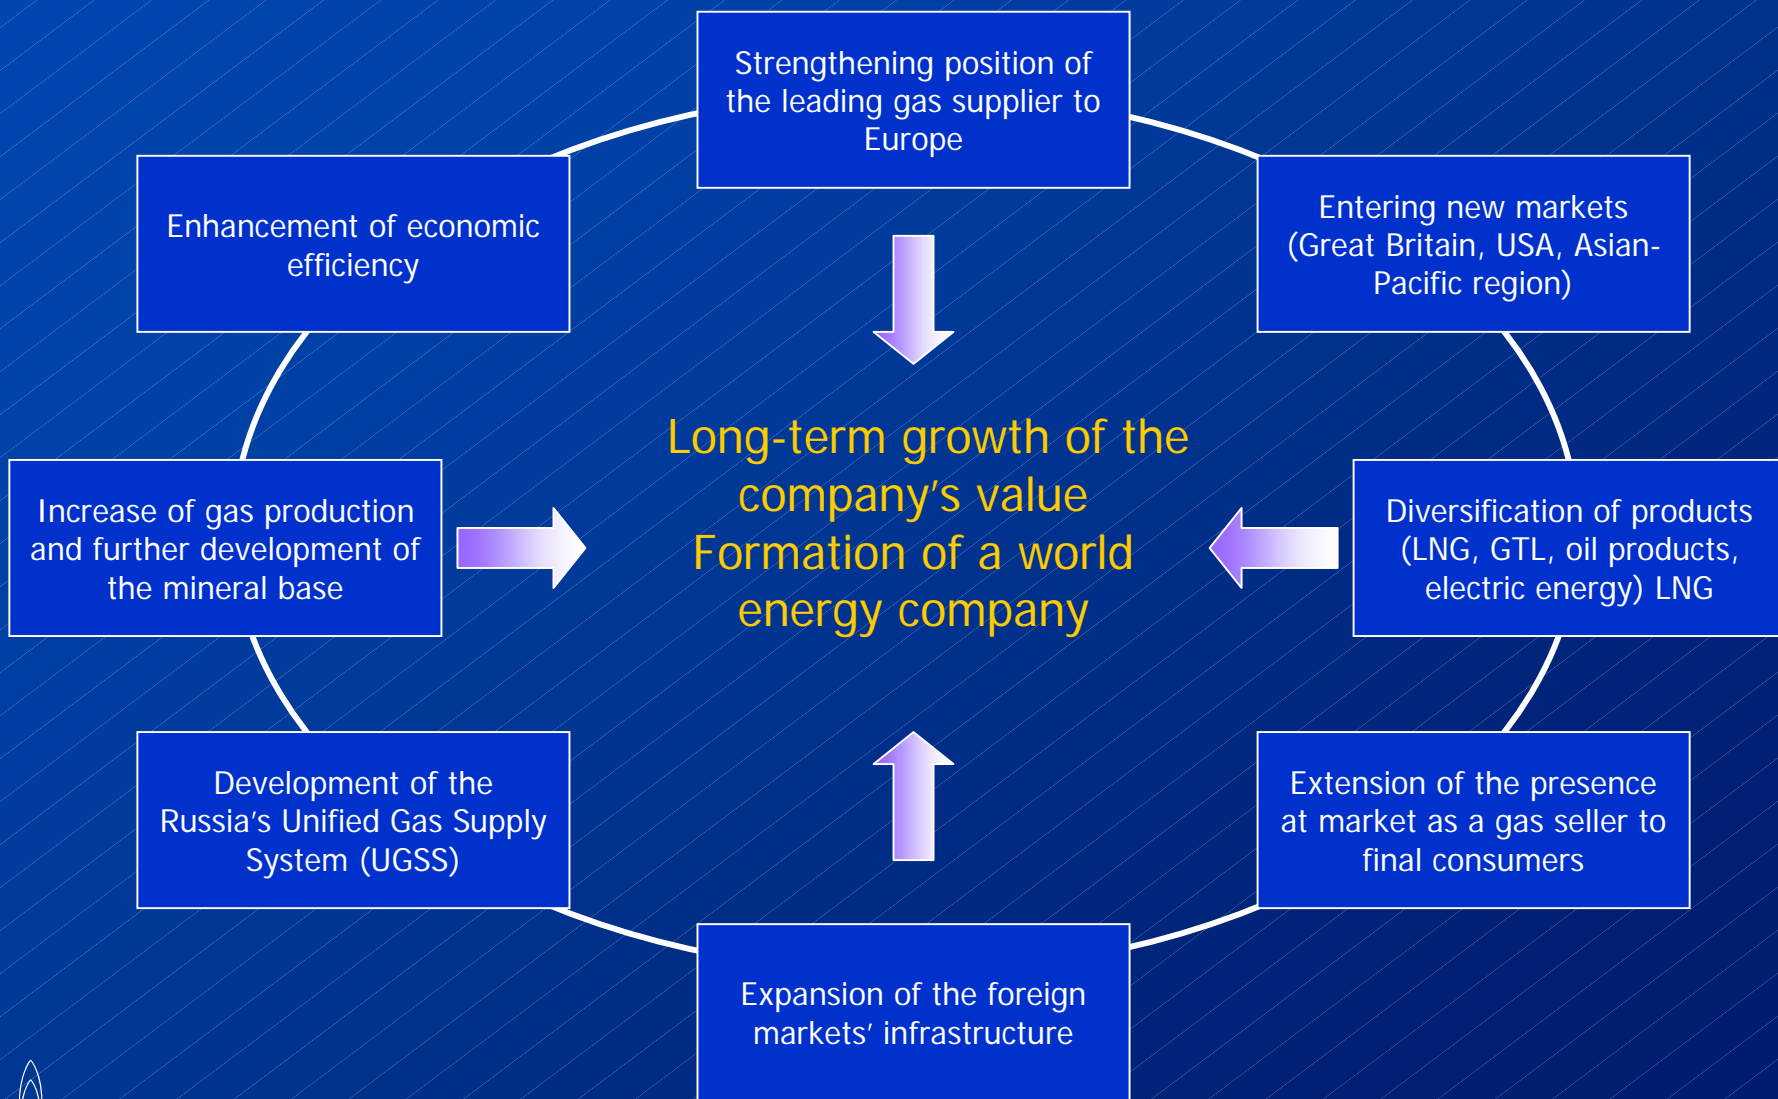 Strengthening position of
the leading gas supplier to
Europe
Enhancement of economic
efficiency
Entering new markets
(Great Britain, USA, Asian-
Pacific region)
Long-term growth of the
company's value
Formation of a world
energy company
Increase of gas production
and further development of
the mineral base
Diversification of products
(LNG, GTL, oil products,
electric energy) LNG
Development of the
Russia's Unified Gas Supply
System (UGSS)
Extension of the presence
at market as a gas seller to
final consumers
Expansion of the foreign
markets' infrastructure